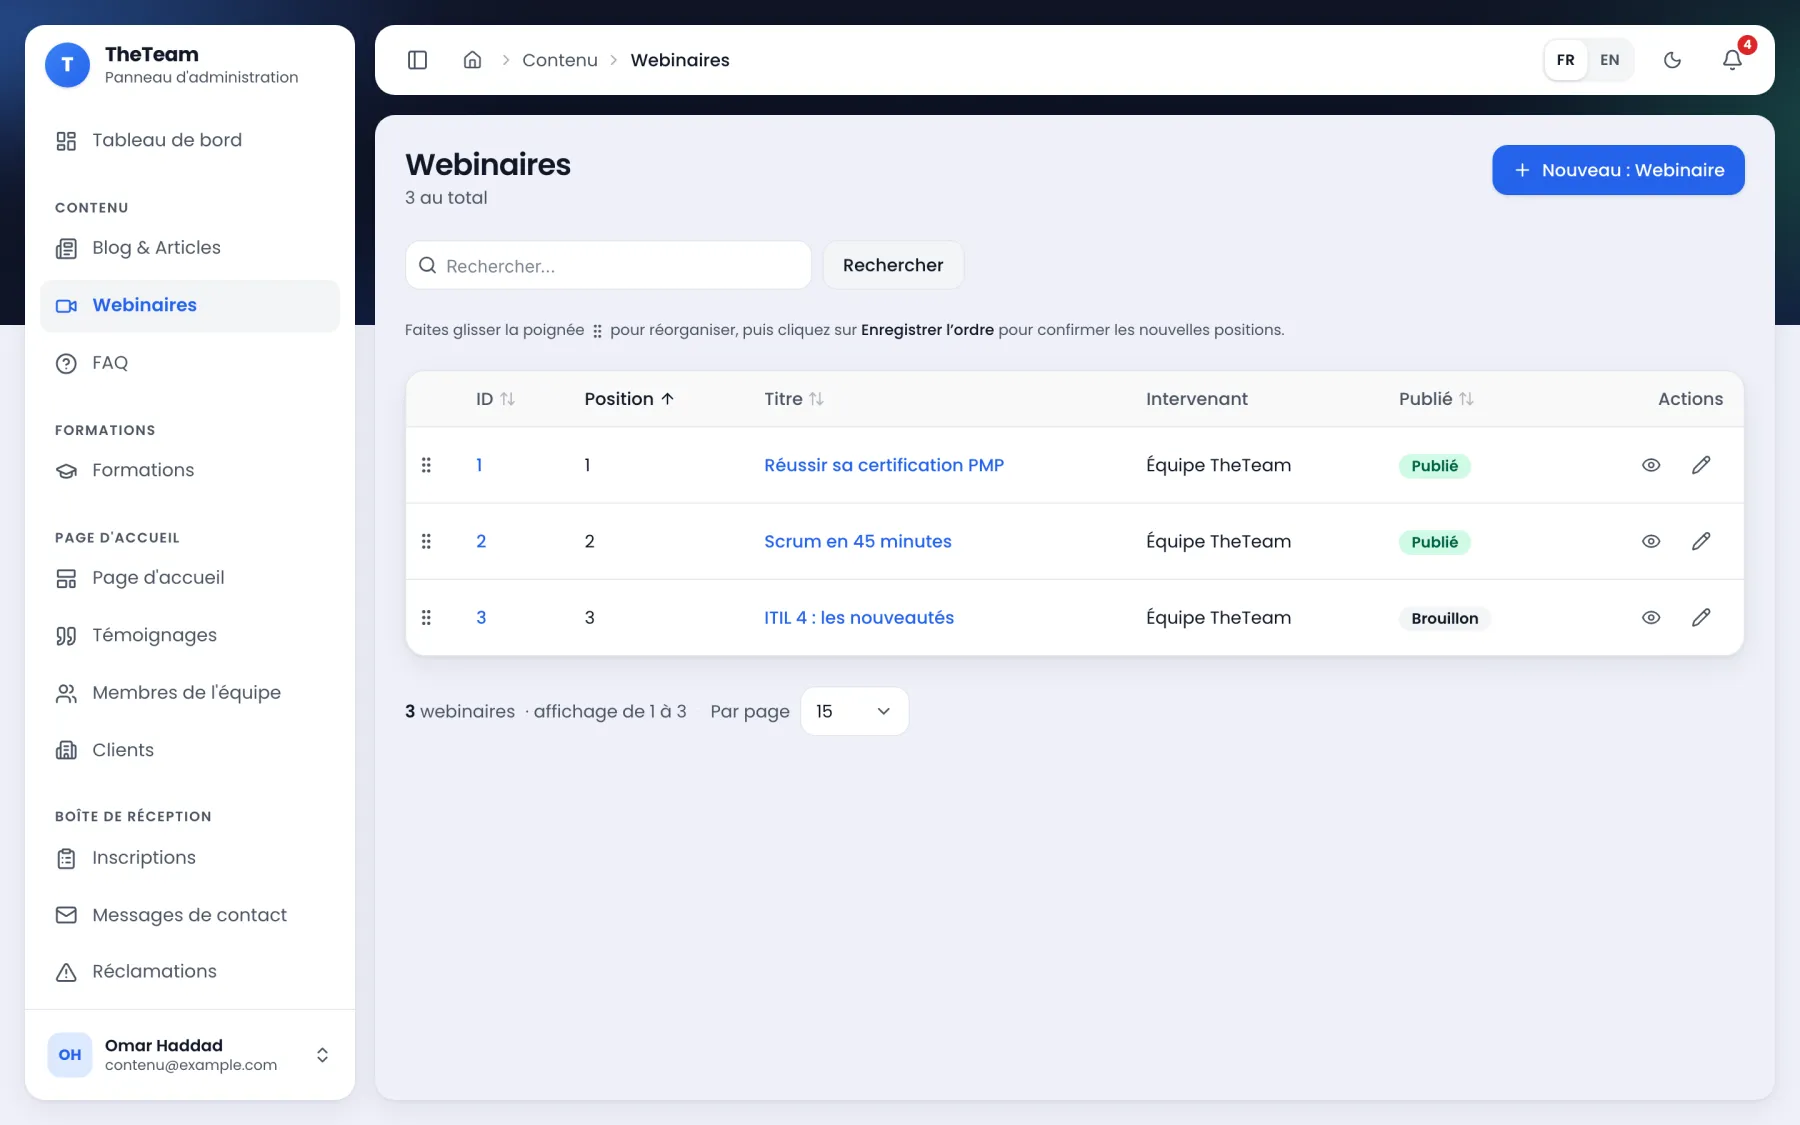 T
TheTeam
Panneau d'administration
Tableau de bord
CONTENU
Blog & Articles
Webinaires
FAQ
FORMATIONS
Formations
PAGE D'ACCUEIL
Page d'accueil
Témoignages
Membres de l'équipe
Clients
BOÎTE DE RÉCEPTION
Inscriptions
Messages de contact
Réclamations
OH
Omar Haddad
contenu@example.com
Contenu Webinaires
FR EN
4
Webinaires
3 au total
Nouveau : Webinaire
Rechercher...
Rechercher
Faites glisser la poignée pour réorganiser, puis cliquez sur Enregistrer l’ordre pour confirmer les nouvelles positions.
ID Position Titre Intervenant Publié Actions
1 1 Réussir sa certification PMP Équipe TheTeam Publié
2 2 Scrum en 45 minutes Équipe TheTeam Publié
3 3 ITIL 4 : les nouveautés Équipe TheTeam Brouillon
3 webinaires · affichage de 1 à 3 Par page 15